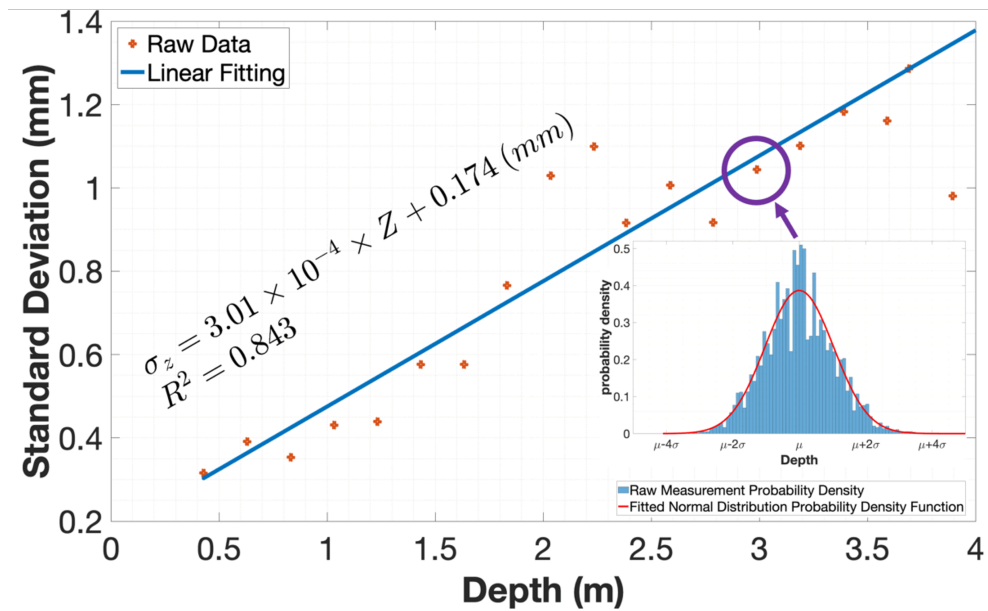 1.4
1.2
1
0.8
0.6
0.4
0.2
Standard Deviation (mm)
Raw Data
Linear Fitting
σ_z = 3.01 × 10⁻⁴ × Z + 0.174 (mm)
R² = 0.843
0.5
0.4
0.3
0.2
0.1
0
probability density
μ-4σ μ-2σ μ μ+2σ μ+4σ
Depth
Raw Measurement Probability Density
Fitted Normal Distribution Probability Density Function
0 0.5 1 1.5 2 2.5 3 3.5 4
Depth (m)